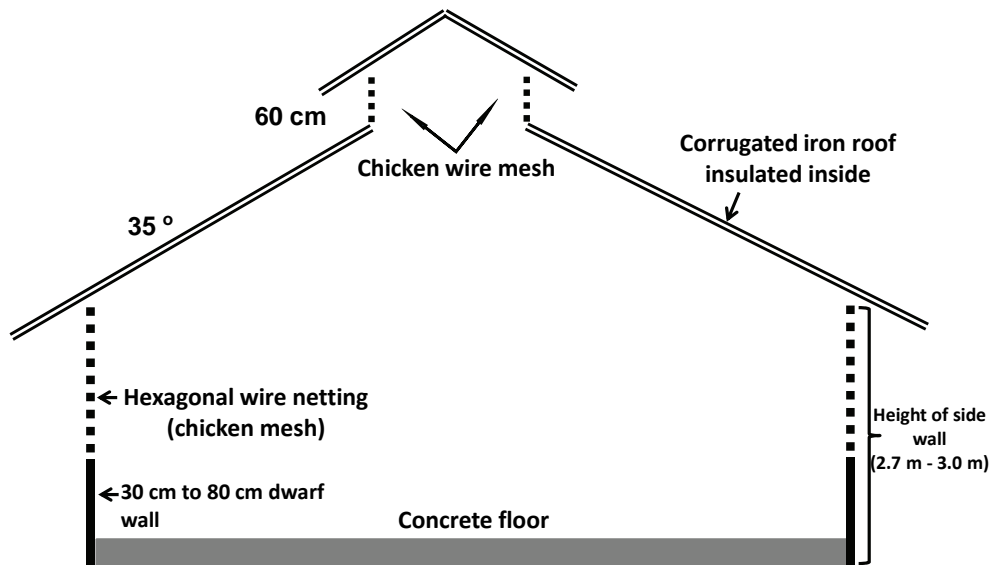 60 cm
Chicken wire mesh
Corrugated iron roof
insulated inside
35 º
Hexagonal wire netting
(chicken mesh)
Height of side
wall
(2.7 m - 3.0 m)
30 cm to 80 cm dwarf
wall
Concrete floor